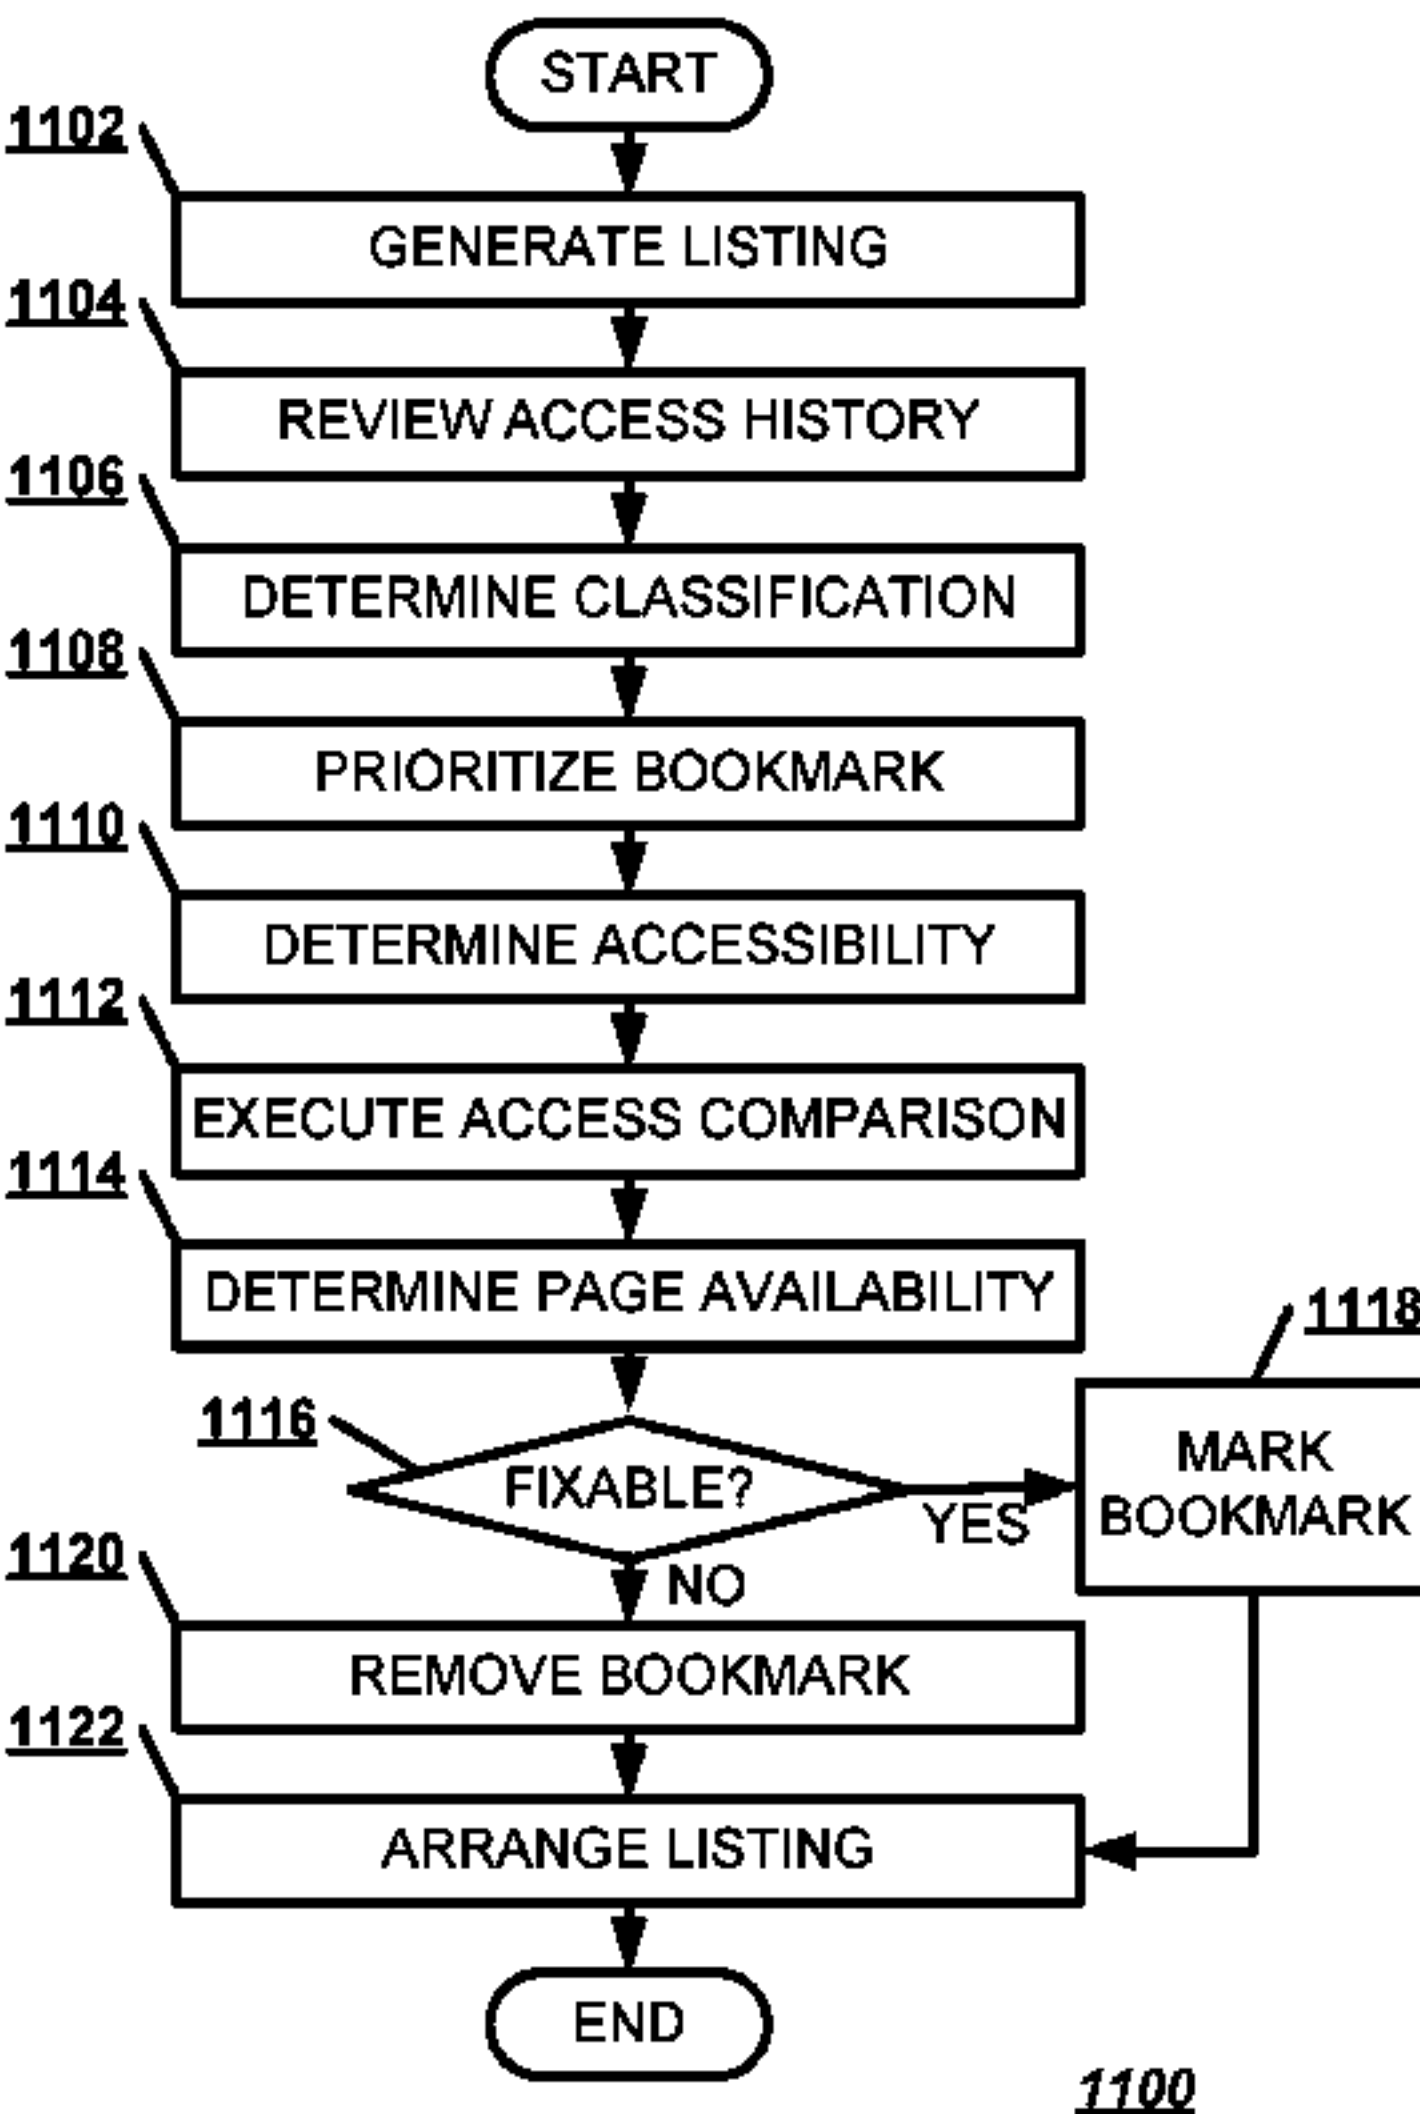 START
1102
GENERATE LISTING
1104
REVIEW ACCESS HISTORY
1106
DETERMINE CLASSIFICATION
1108
PRIORITIZE BOOKMARK
1110
DETERMINE ACCESSIBILITY
1112
EXECUTE ACCESS COMPARISON
1114
DETERMINE PAGE AVAILABILITY
1116
FIXABLE?
YES
1118
MARK
BOOKMARK
NO
1120
REMOVE BOOKMARK
1122
ARRANGE LISTING
END
1100